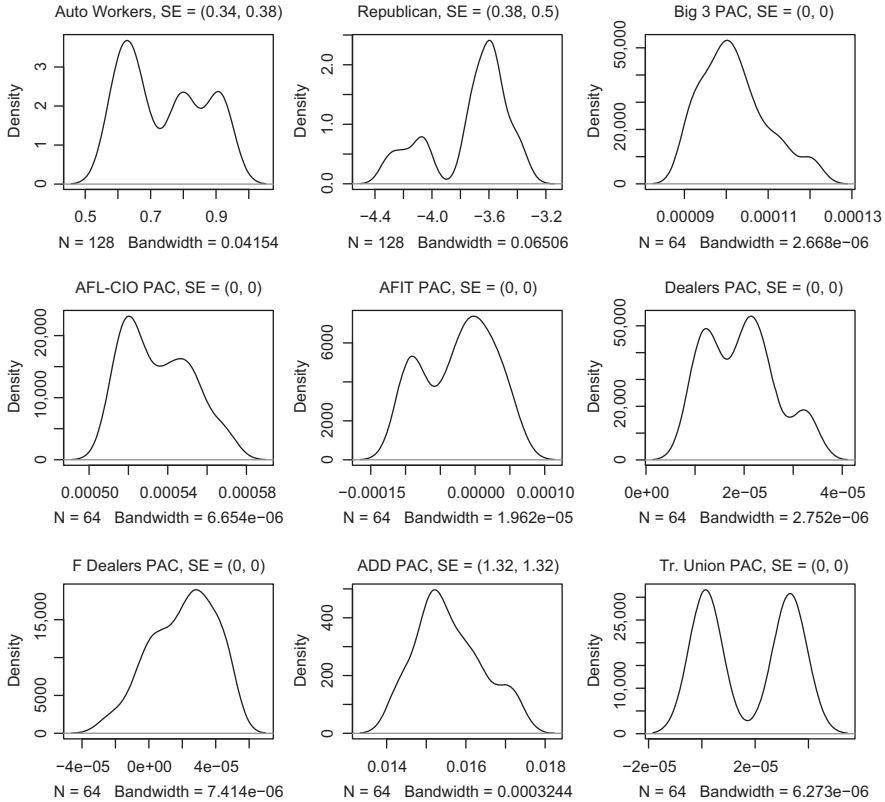 Auto Workers, SE = (0.34, 0.38)
Density
0 1 2 3
0.5 0.7 0.9
N = 128 Bandwidth = 0.04154
Republican, SE = (0.38, 0.5)
0.0 1.0 2.0
−4.4 −4.0 −3.6 −3.2
N = 128 Bandwidth = 0.06506
Big 3 PAC, SE = (0, 0)
Density
0 20,000 50,000
0.00009 0.00011 0.00013
N = 64 Bandwidth = 2.668e−06
AFL-CIO PAC, SE = (0, 0)
Density
0 10,000 20,000
0.00050 0.00054 0.00058
N = 64 Bandwidth = 6.654e−06
AFIT PAC, SE = (0, 0)
Density
0 2000 6000
−0.00015 0.00000 0.00010
N = 64 Bandwidth = 1.962e−05
Dealers PAC, SE = (0, 0)
Density
0 20,000 50,000
0e+00 2e−05 4e−05
N = 64 Bandwidth = 2.752e−06
F Dealers PAC, SE = (0, 0)
Density
0 5000 15,000
−4e−05 0e+00 4e−05
N = 64 Bandwidth = 7.414e−06
ADD PAC, SE = (1.32, 1.32)
Density
0 200 400
0.014 0.016 0.018
N = 64 Bandwidth = 0.0003244
Tr. Union PAC, SE = (0, 0)
Density
0 10,000 25,000
−2e−05 2e−05
N = 64 Bandwidth = 6.273e−06